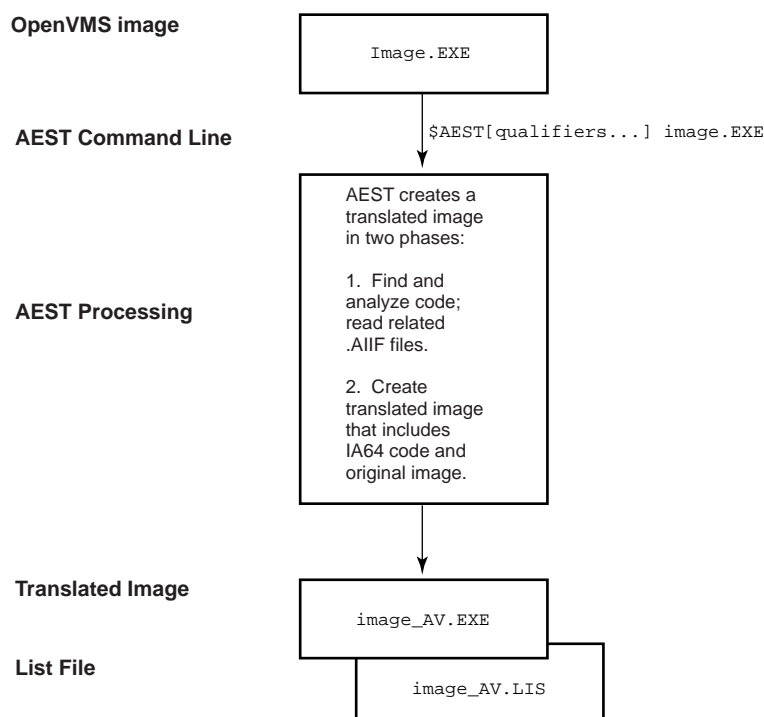 OpenVMS image
Image.EXE
AEST Command Line
$AEST[qualifiers...] image.EXE
AEST Processing
AEST creates a
translated image
in two phases:
1. Find and
analyze code;
read related
.AIIF files.
2. Create
translated image
that includes
IA64 code and
original image.
Translated Image
image_AV.EXE
List File
image_AV.LIS